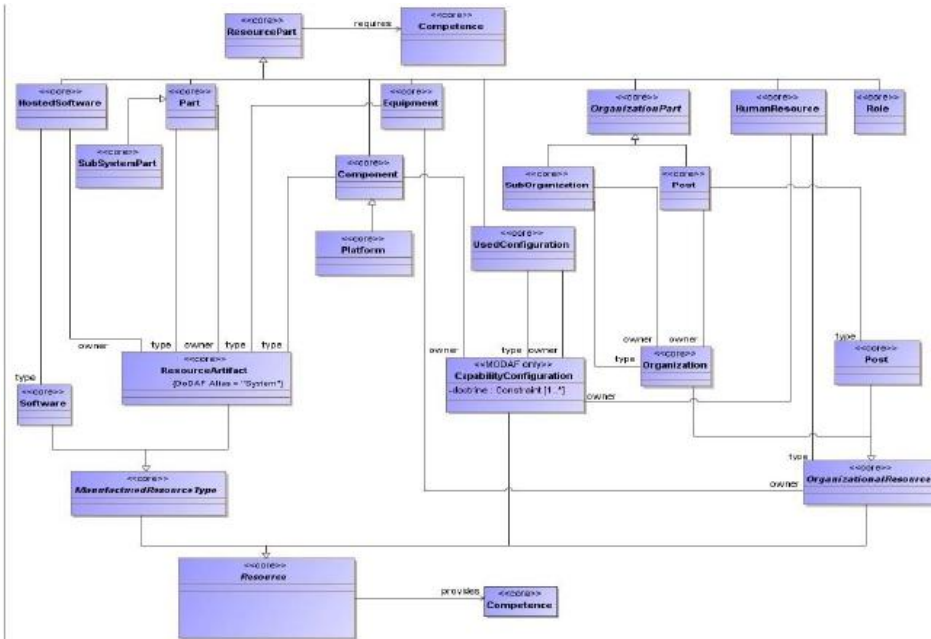 <<core>>
ResourcePart
requires
<<core>>
Competence
<<core>>
HostedSoftware
<<core>>
Part
<<core>>
Equipment
<<core>>
OrganizationPart
<<core>>
HumanResource
<<core>>
Role
<<core>>
SubSystemPart
<<core>>
Component
<<core>>
SubOrganization
<<core>>
Post
<<core>>
Platform
<<core>>
UsedConfiguration
owner
type
owner
type
type
owner
type
owner
owner
owner
type
type
<<core>>
ResourceArtifact
{DoDAF Alias = "System"}
<<MODAF only>>
CapabilityConfiguration
-doctrine : Constraint [1..*]
<<core>>
Organization
<<core>>
Post
type
<<core>>
Software
owner
type
<<core>>
ManufacturedResourceType
owner
<<core>>
OrganizationalResource
<<core>>
Resource
provides
<<core>>
Competence